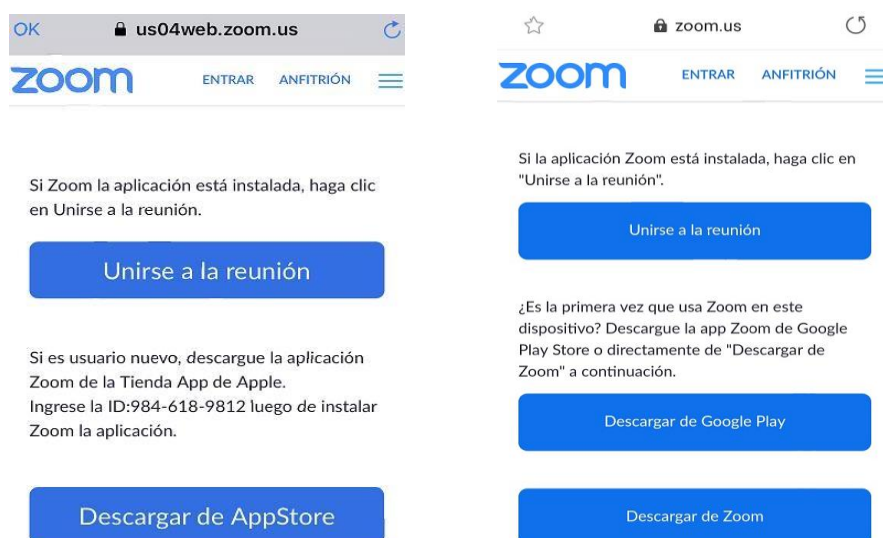 OK us04web.zoom.us
zoom ENTRAR ANFITRIÓN
Si Zoom la aplicación está instalada, haga clic
en Unirse a la reunión.
Unirse a la reunión
Si es usuario nuevo, descargue la aplicación
Zoom de la Tienda App de Apple.
Ingrese la ID:984-618-9812 luego de instalar
Zoom la aplicación.
Descargar de AppStore
zoom.us
zoom ENTRAR ANFITRIÓN
Si la aplicación Zoom está instalada, haga clic en
"Unirse a la reunión".
Unirse a la reunión
¿Es la primera vez que usa Zoom en este
dispositivo? Descargue la app Zoom de Google
Play Store o directamente de "Descargar de
Zoom" a continuación.
Descargar de Google Play
Descargar de Zoom